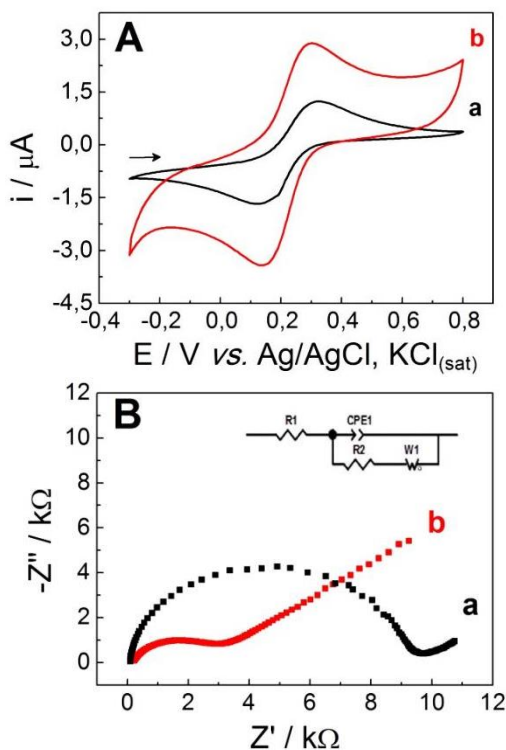 A
b
a
3,0
1,5
0,0
-1,5
-3,0
-4,5
i / μA
-0,4 -0,2 0,0 0,2 0,4 0,6 0,8
E / V vs. Ag/AgCl, KCl(sat)
B
R1 CPE1
R2 W1
b
a
12
10
8
6
4
2
0
-Z'' / kΩ
0 2 4 6 8 10 12
Z' / kΩ